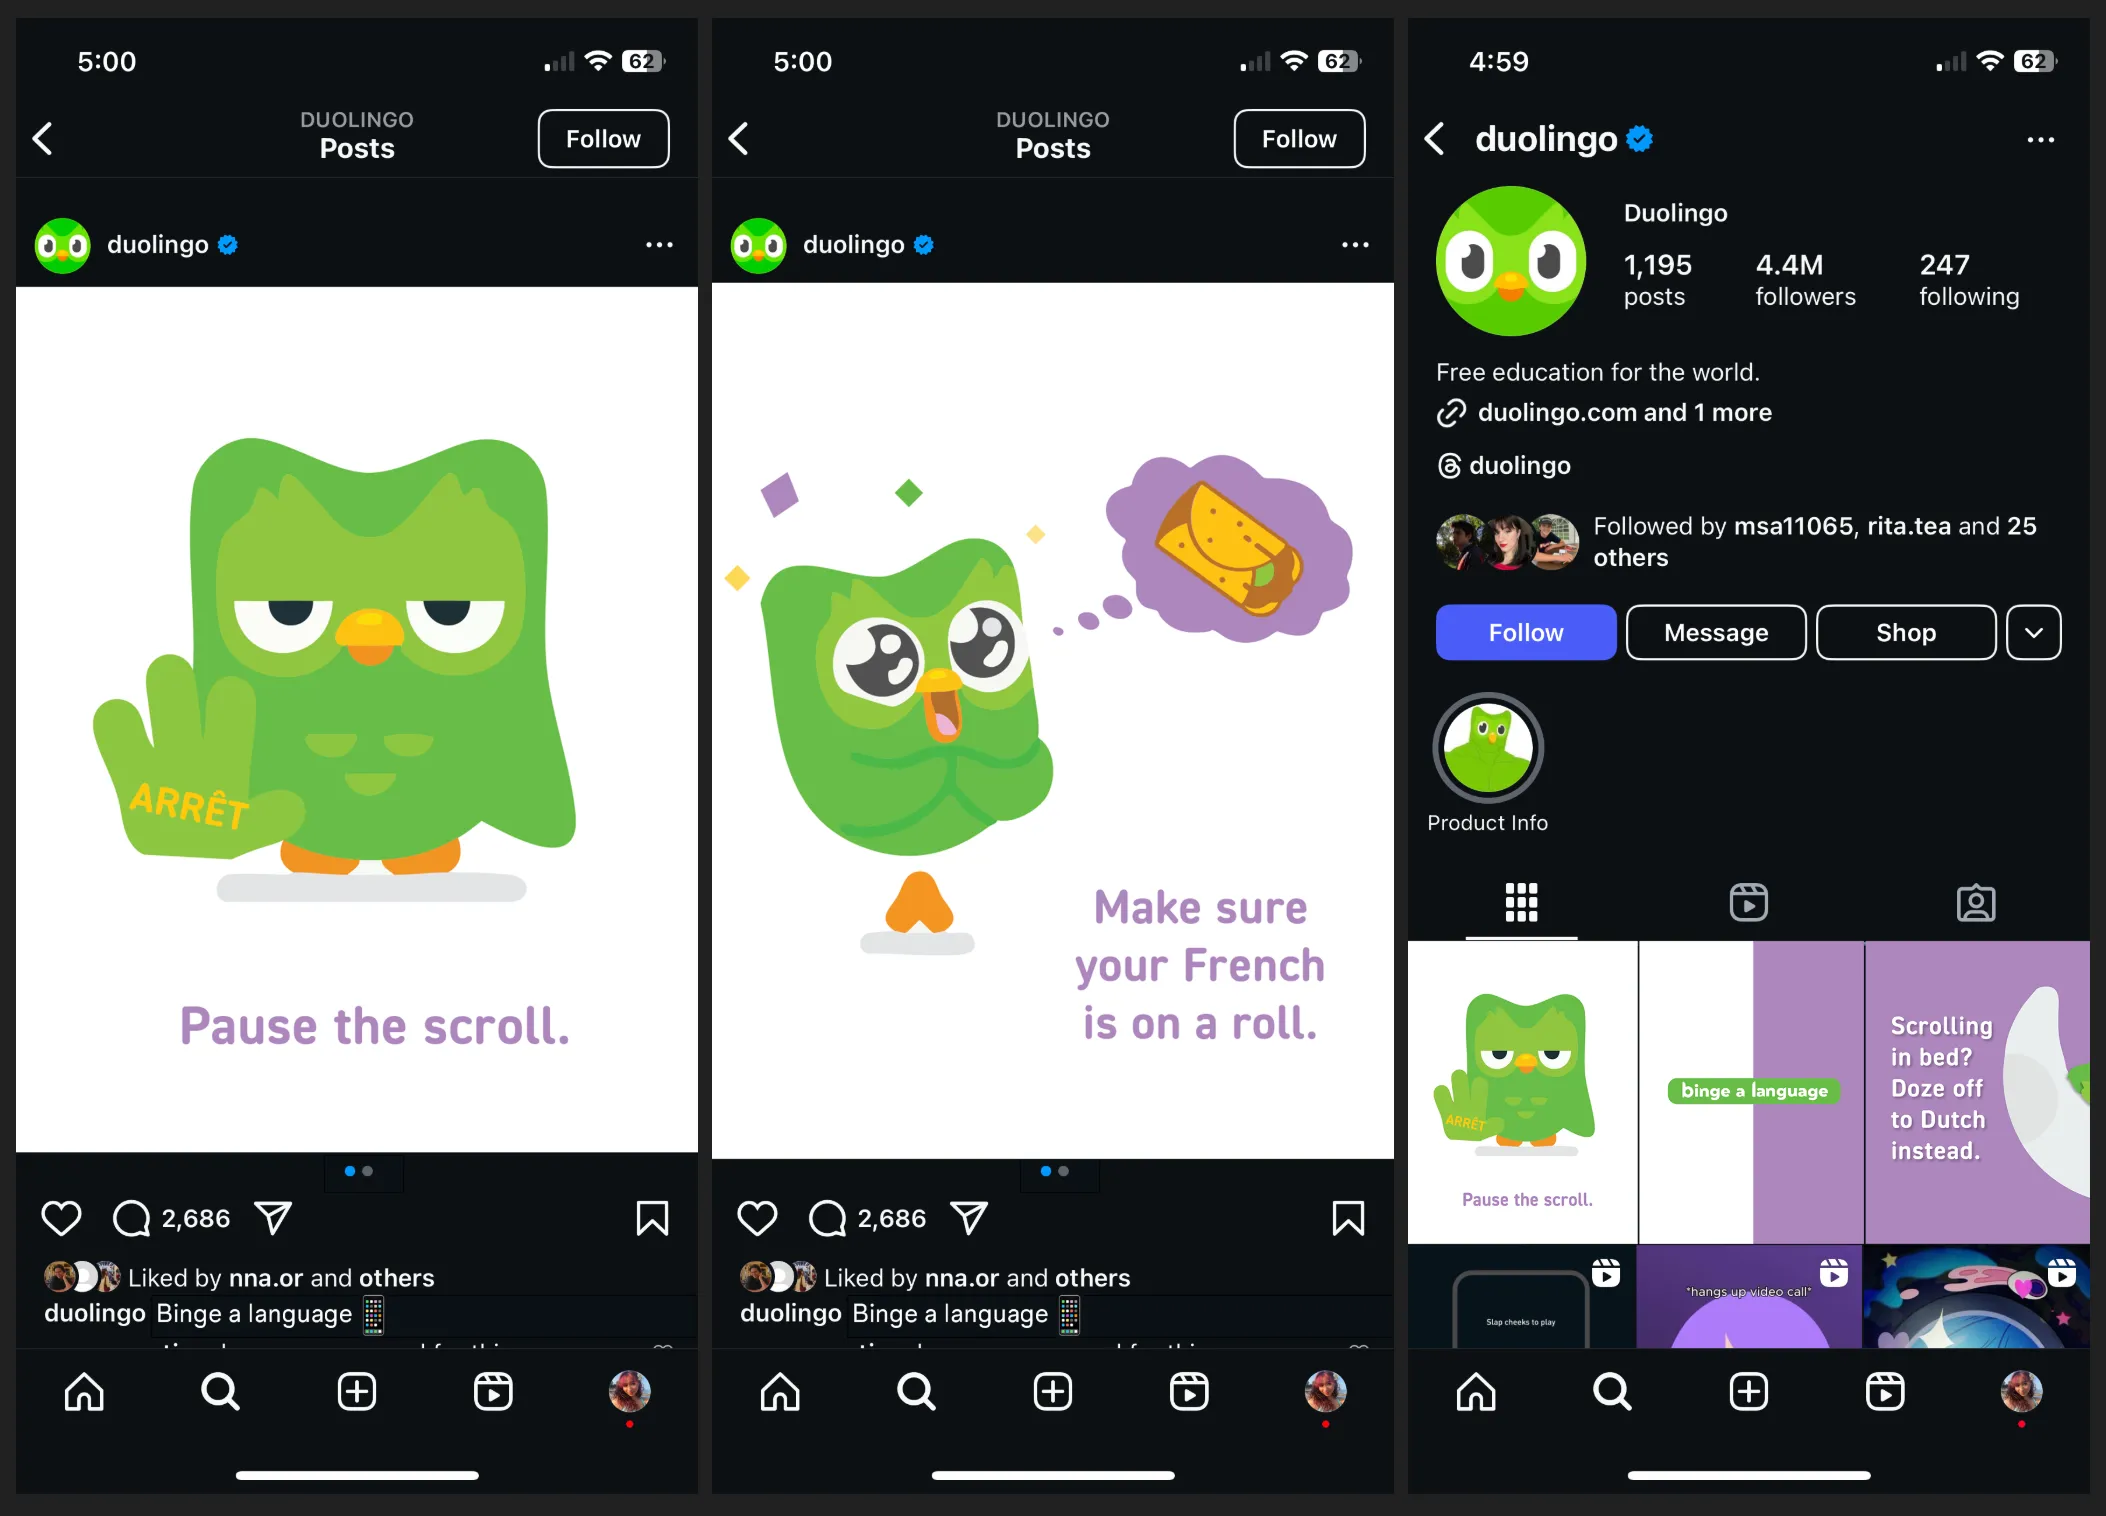 5:00
62
DUOLINGO
Posts
Follow
duolingo
ARRÊT
Pause the scroll.
2,686
Liked by nna.or and others
duolingo Binge a language
5:00
62
DUOLINGO
Posts
Follow
duolingo
Make sure
your French
is on a roll.
2,686
Liked by nna.or and others
duolingo Binge a language
4:59
62
duolingo
Duolingo
1,195 4.4M 247
posts followers following
Free education for the world.
duolingo.com and 1 more
duolingo
Followed by msa11065, rita.tea and 25
others
Follow Message Shop
Product Info
ARRÊT
Pause the scroll.
binge a language
Scrolling
in bed?
Doze off
to Dutch
instead.
Slap cheeks to play
*hangs up video call*